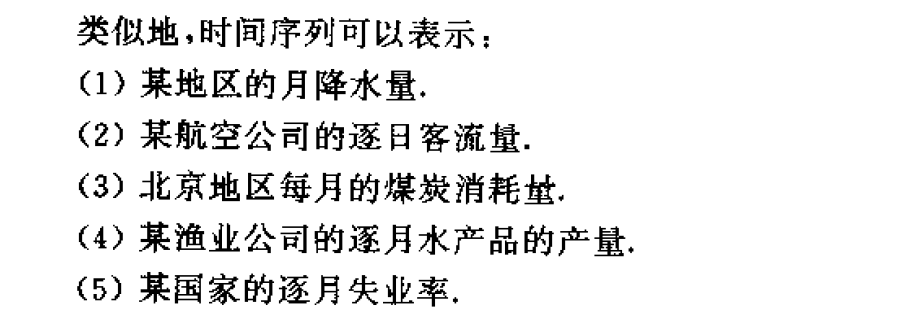 类似地,时间序列可以表示:
(1) 某地区的月降水量.
(2) 某航空公司的逐日客流量.
(3) 北京地区每月的煤炭消耗量.
(4) 某渔业公司的逐月水产品的产量.
(5) 某国家的逐月失业率.